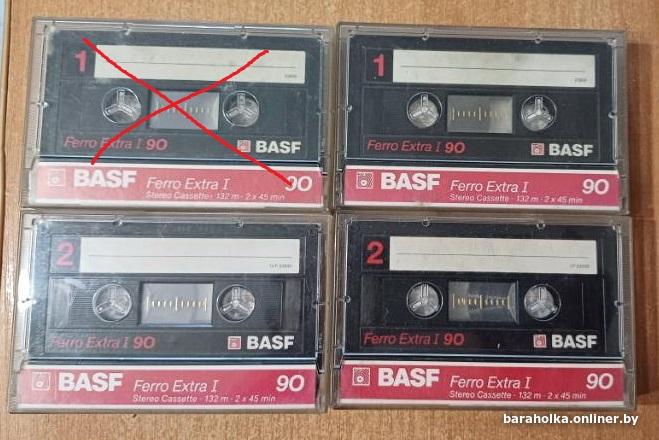 1
Ferro Extra I 90 BASF
BASF Ferro Extra I 90
Stereo Cassette · 132 m · 2 x 45 min
1
Ferro Extra I 90 BASF
BASF Ferro Extra I 90
Stereo Cassette · 132 m · 2 x 45 min
2
Ferro Extra I 90 BASF
BASF Ferro Extra I 90
Stereo Cassette · 132 m · 2 x 45 min
2
Ferro Extra I 90 BASF
BASF Ferro Extra I 90
Stereo Cassette · 132 m · 2 x 45 min
baraholka.onliner.by